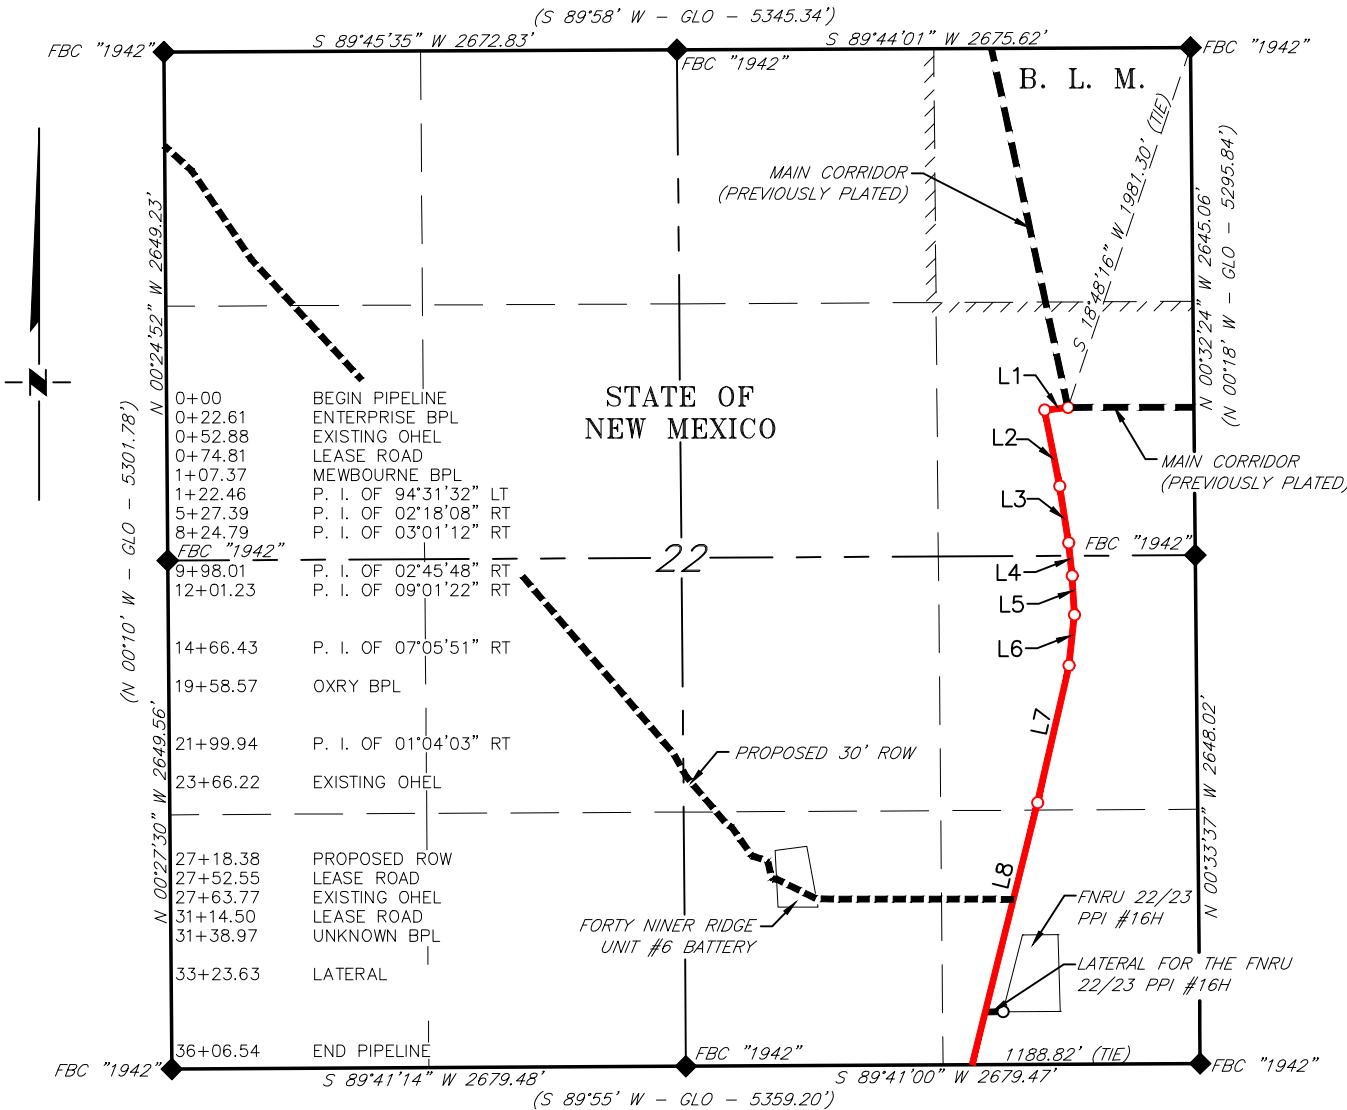 (S 89°58' W - GLO - 5345.34')
S 89°45'35" W 2672.83'
S 89°44'01" W 2675.62'
FBC "1942"
FBC "1942"
FBC "1942"
B. L. M.
MAIN CORRIDOR
(PREVIOUSLY PLATED)
S 18°48'16" W 1981.30' (TIE)
N 00°32'24" W 2645.06'
(N 00°18' W - GLO - 5295.84')
N 00°24'52" W 2649.23'
(N 00°10' W - GLO - 5301.78')
N
STATE OF
NEW MEXICO
L1
L2
L3
L4
L5
L6
L7
L8
MAIN CORRIDOR
(PREVIOUSLY PLATED)
0+00 BEGIN PIPELINE
0+22.61 ENTERPRISE BPL
0+52.88 EXISTING OHEL
0+74.81 LEASE ROAD
1+07.37 MEWBOURNE BPL
1+22.46 P. I. OF 94°31'32" LT
5+27.39 P. I. OF 02°18'08" RT
8+24.79 P. I. OF 03°01'12" RT
FBC "1942"
22
FBC "1942"
9+98.01 P. I. OF 02°45'48" RT
12+01.23 P. I. OF 09°01'22" RT
14+66.43 P. I. OF 07°05'51" RT
19+58.57 OXRY BPL
21+99.94 P. I. OF 01°04'03" RT
23+66.22 EXISTING OHEL
27+18.38 PROPOSED ROW
27+52.55 LEASE ROAD
27+63.77 EXISTING OHEL
31+14.50 LEASE ROAD
31+38.97 UNKNOWN BPL
33+23.63 LATERAL
36+06.54 END PIPELINE
N 00°27'30" W 2649.56'
PROPOSED 30' ROW
N 00°33'37" W 2648.02'
FORTY NINER RIDGE
UNIT #6 BATTERY
FNRU 22/23
PPI #16H
LATERAL FOR THE FNRU
22/23 PPI #16H
1188.82' (TIE)
FBC "1942"
FBC "1942"
FBC "1942"
S 89°41'14" W 2679.48'
S 89°41'00" W 2679.47'
(S 89°55' W - GLO - 5359.20')